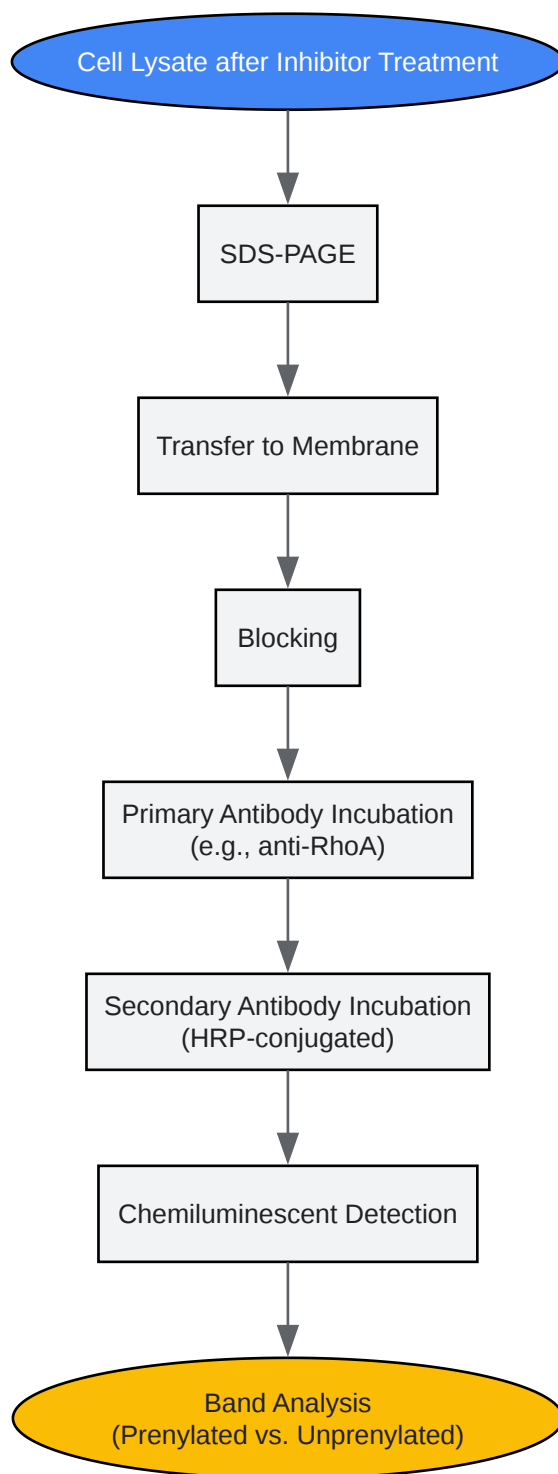 Cell Lysate after Inhibitor Treatment
SDS-PAGE
Transfer to Membrane
Blocking
Primary Antibody Incubation
(e.g., anti-RhoA)
Secondary Antibody Incubation
(HRP-conjugated)
Chemiluminescent Detection
Band Analysis
(Prenylated vs. Unprenylated)